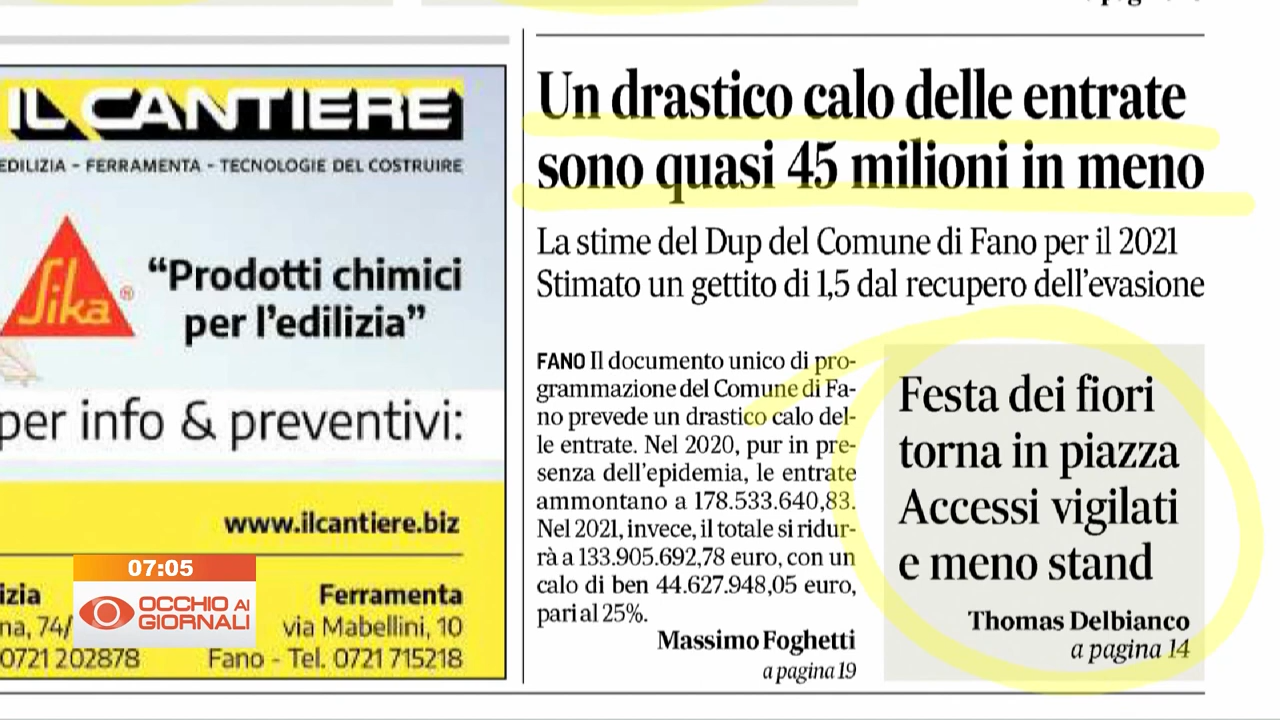 IL CANTIERE
EDILIZIA – FERRAMENTA – TECNOLOGIE DEL COSTRUIRE
Sika®
“Prodotti chimici
per l’edilizia”
per info & preventivi:
www.ilcantiere.biz
Ferramenta
na, 74/
via Mabellini, 10
0721 202878
Fano - Tel. 0721 715218
07:05
OCCHIO AI
GIORNALI
Un drastico calo delle entrate
sono quasi 45 milioni in meno
La stime del Dup del Comune di Fano per il 2021
Stimato un gettito di 1,5 dal recupero dell’evasione
FANO Il documento unico di pro-
grammazione del Comune di Fa-
no prevede un drastico calo del-
le entrate. Nel 2020, pur in pre-
senza dell’epidemia, le entrate
ammontano a 178.533.640,83.
Nel 2021, invece, il totale si ridur-
rà a 133.905.692,78 euro, con un
calo di ben 44.627.948,05 euro,
pari al 25%.
Massimo Foghetti
a pagina 19
Festa dei fiori
torna in piazza
Accessi vigilati
e meno stand
Thomas Delbianco
a pagina 14